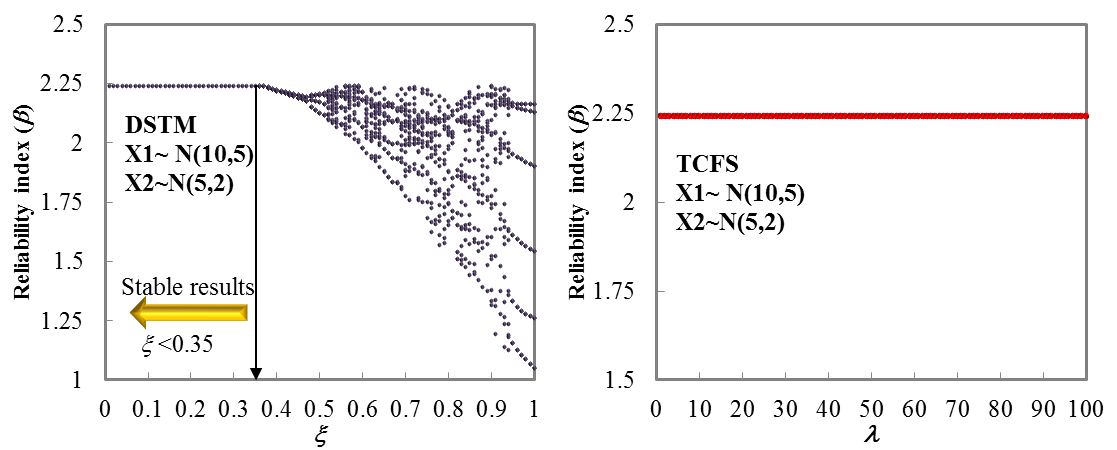 Reliability index (β)
2.5
2.25
2
1.75
1.5
1.25
1
DSTM
X1~ N(10,5)
X2~N(5,2)
Stable results
ξ <0.35
0 0.1 0.2 0.3 0.4 0.5 0.6 0.7 0.8 0.9 1
ξ
Reliability index (β)
2.5
2.25
2
1.75
1.5
TCFS
X1~ N(10,5)
X2~N(5,2)
0 10 20 30 40 50 60 70 80 90 100
λ